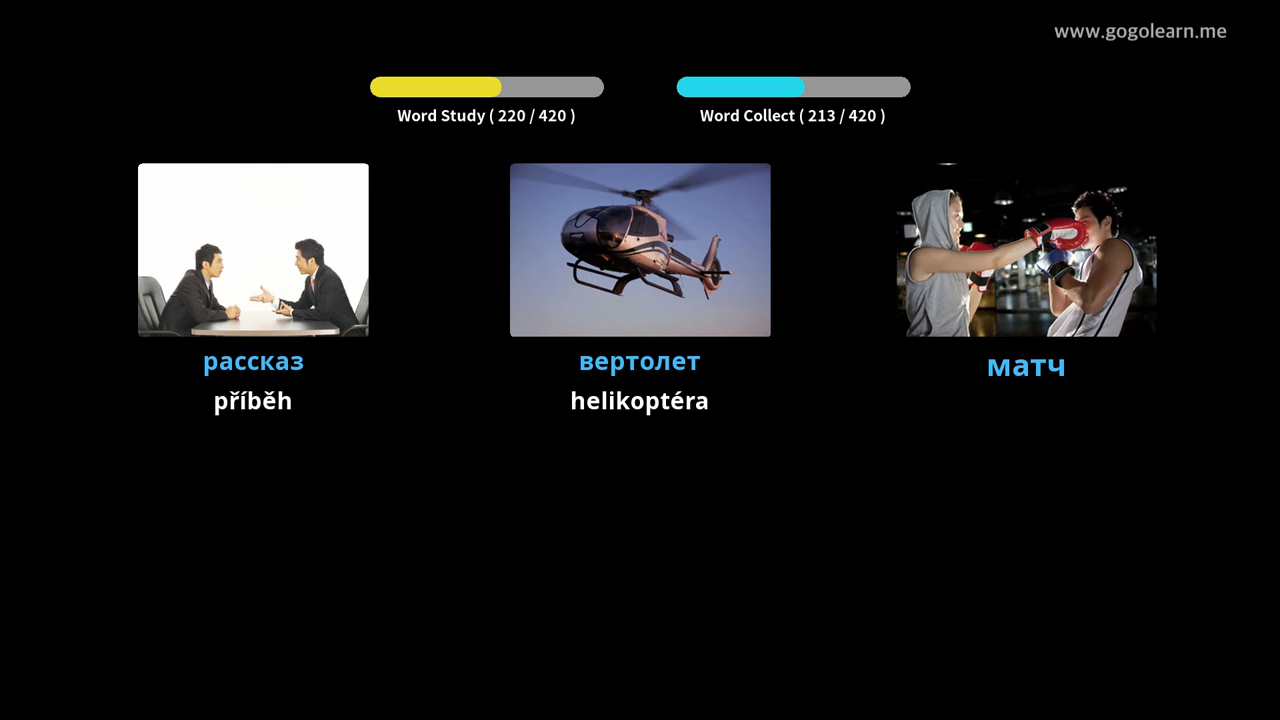 www.gogolearn.me
Word Study ( 220 / 420 )
Word Collect ( 213 / 420 )
рассказ
příběh
вертолет
helikoptéra
матч